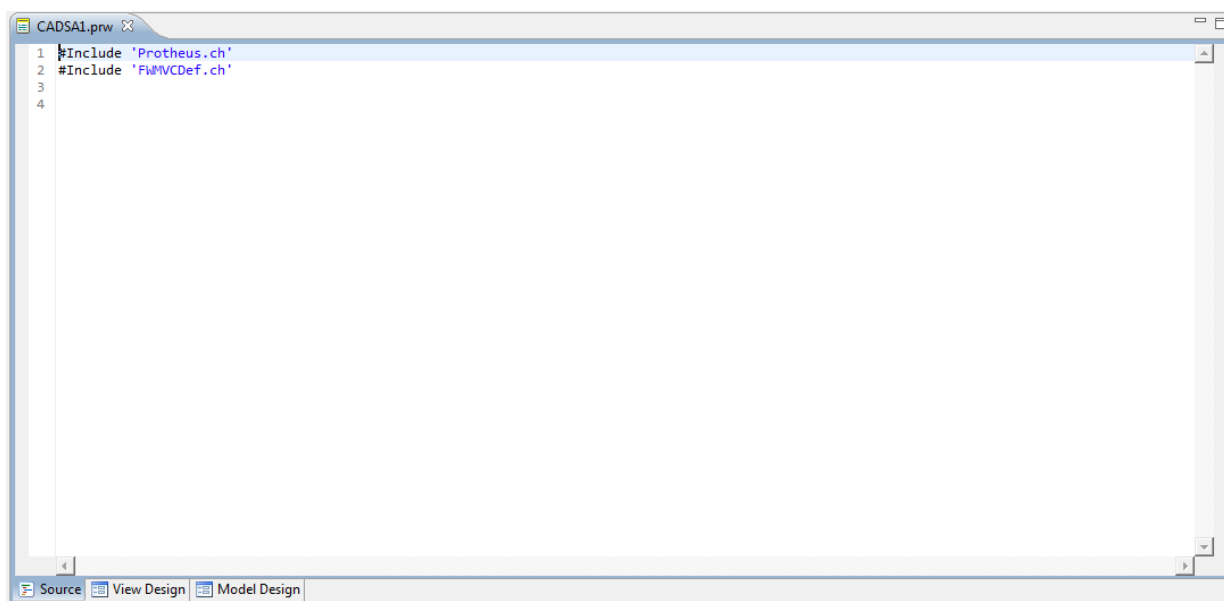 CADSA1.prw
1 #Include 'Protheus.ch'
2 #Include 'FWMVCDef.ch'
3
4
Source View Design Model Design